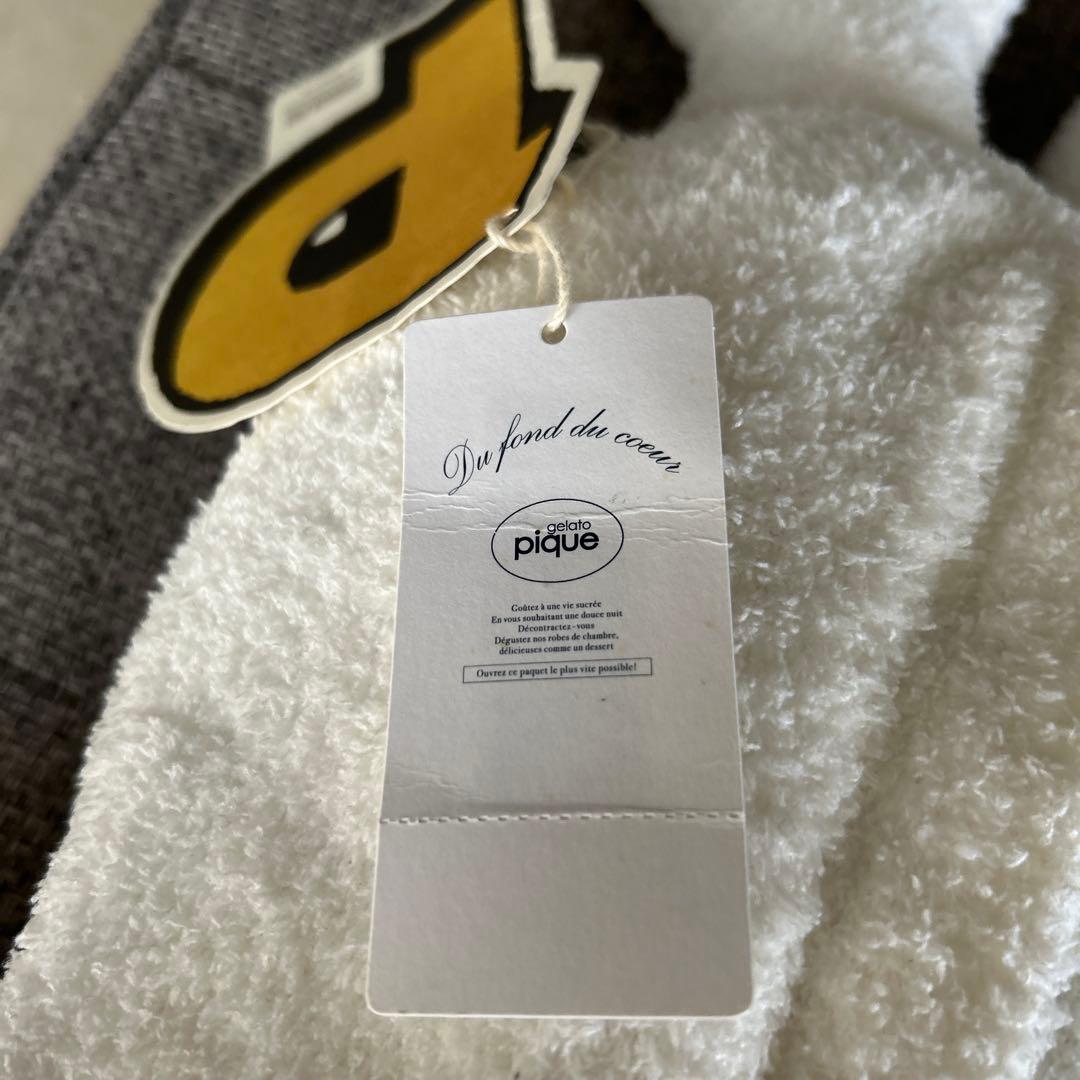 Du fond du coeur
gelato
pique
Goûtez à une vie sucrée
En vous souhaitant une douce nuit
Décontractez-vous
Dégustez nos robes de chambre,
délicieuses comme un dessert
Ouvrez ce paquet le plus vite possible!